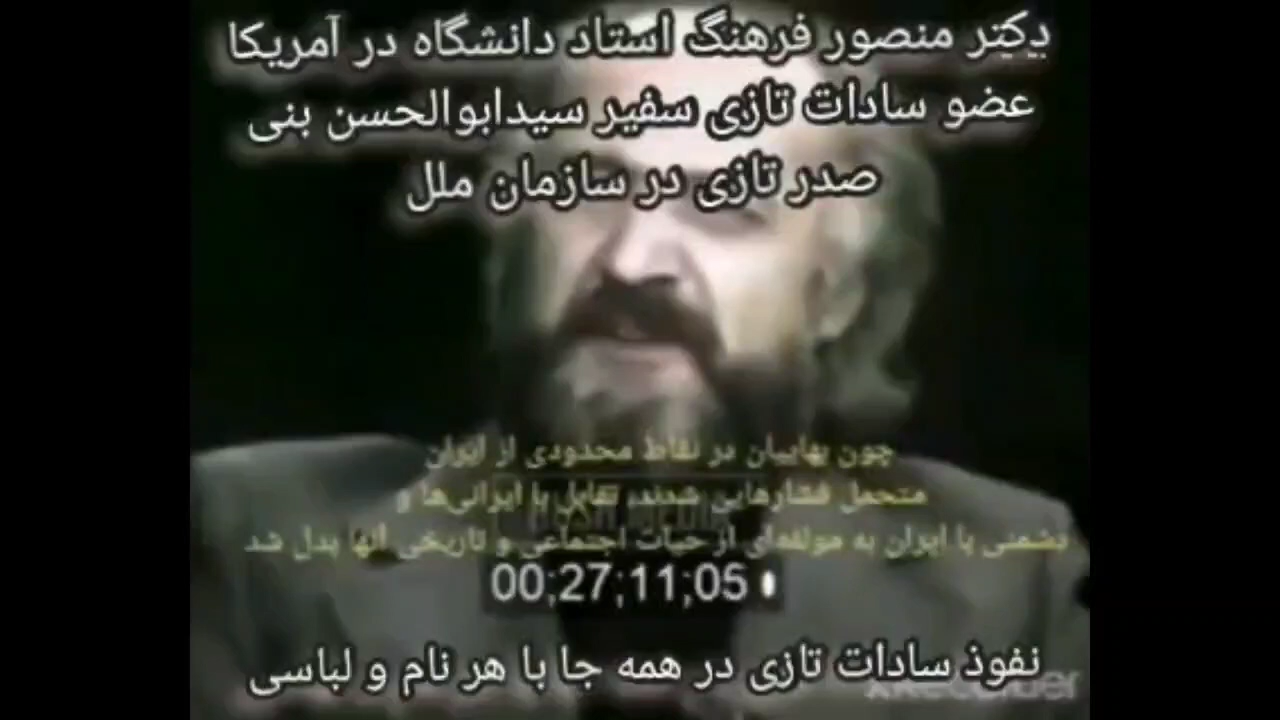 دکتر منصور فرهنگ استاد دانشگاه در آمریکا
عضو سادات تازی سفیر سیدابوالحسن بنی
صدر تازی در سازمان ملل
چون بهاییان در نقاط محدودی از ایران
متحمل فشارهایی شدند، تقابل با ایرانی‌ها و
دشمنی با ایران به مولفه‌ای از حیات اجتماعی و تاریخی آنها بدل شد
00;27;11;05
نفوذ سادات تازی در همه جا با هر نام و لباسی